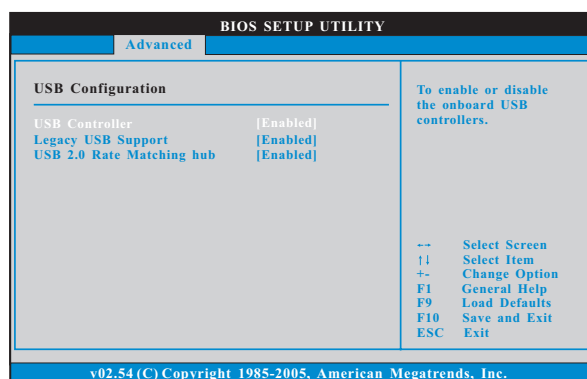 BIOS SETUP UTILITY
Advanced
USB Configuration
USB Controller [Enabled]
Legacy USB Support [Enabled]
USB 2.0 Rate Matching hub [Enabled]
To enable or disable
the onboard USB
controllers.
←→ Select Screen
↑↓ Select Item
+- Change Option
F1 General Help
F9 Load Defaults
F10 Save and Exit
ESC Exit
v02.54 (C) Copyright 1985-2005, American Megatrends, Inc.